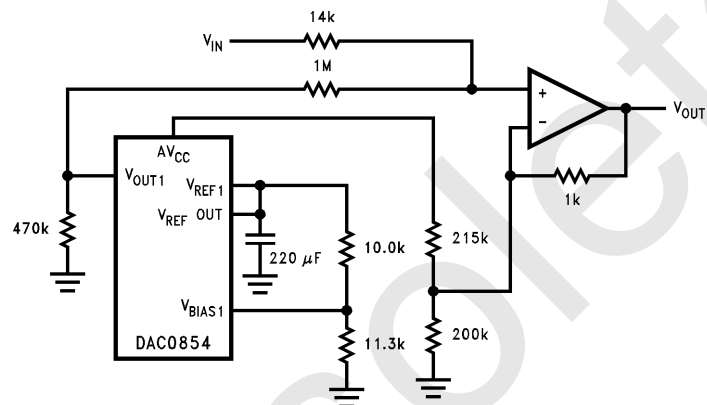 14k
VIN
1M
+
VOUT
−
AVCC
VOUT1
VREF1
VREF OUT
1k
470k
215k
10.0k
220 μF
VBIAS1
200k
11.3k
DAC0854